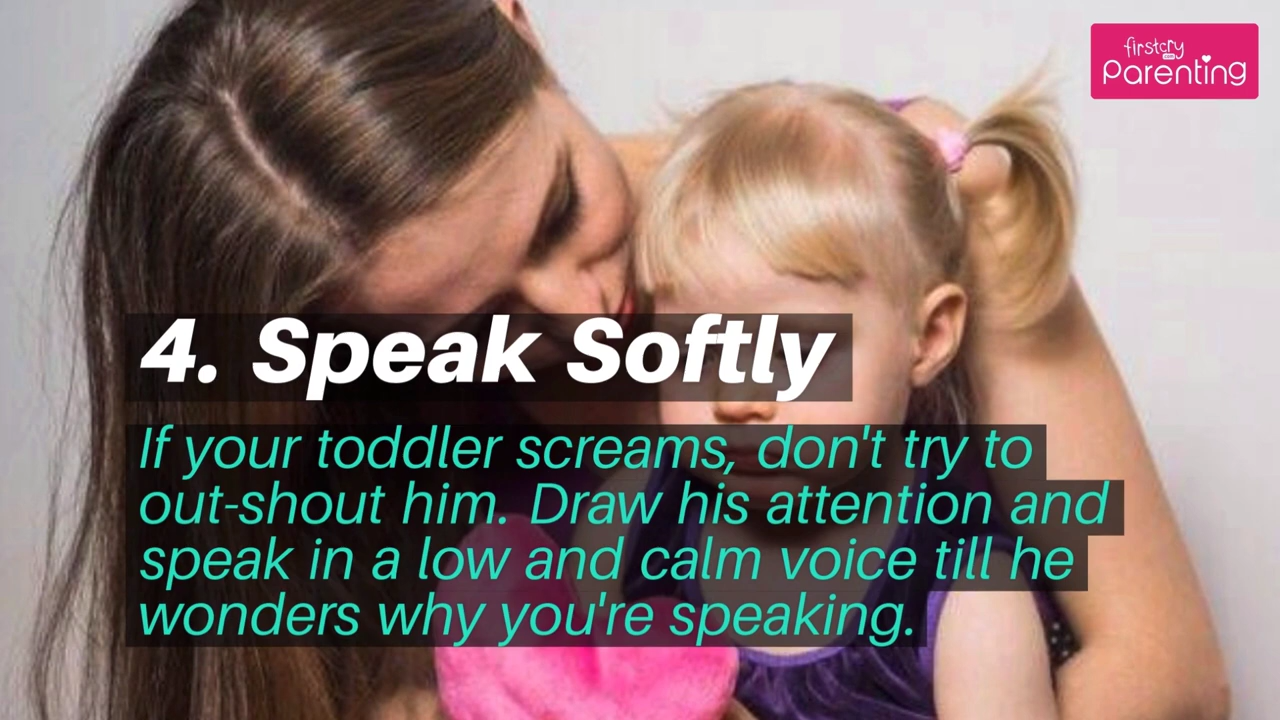 firstcry
.com
Parenting
4. Speak Softly
If your toddler screams, don't try to
out-shout him. Draw his attention and
speak in a low and calm voice till he
wonders why you're speaking.